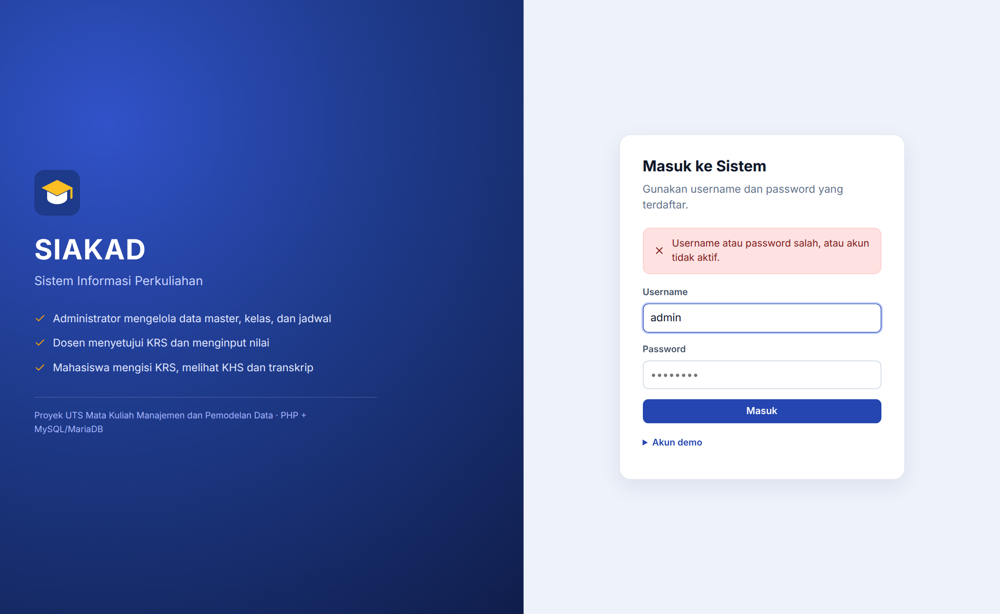 SIAKAD
Sistem Informasi Perkuliahan
Administrator mengelola data master, kelas, dan jadwal
Dosen menyetujui KRS dan menginput nilai
Mahasiswa mengisi KRS, melihat KHS dan transkrip
Proyek UTS Mata Kuliah Manajemen dan Pemodelan Data · PHP +
MySQL/MariaDB
Masuk ke Sistem
Gunakan username dan password yang
terdaftar.
Username atau password salah, atau akun
tidak aktif.
Username
admin
Password
••••••••
Masuk
Akun demo